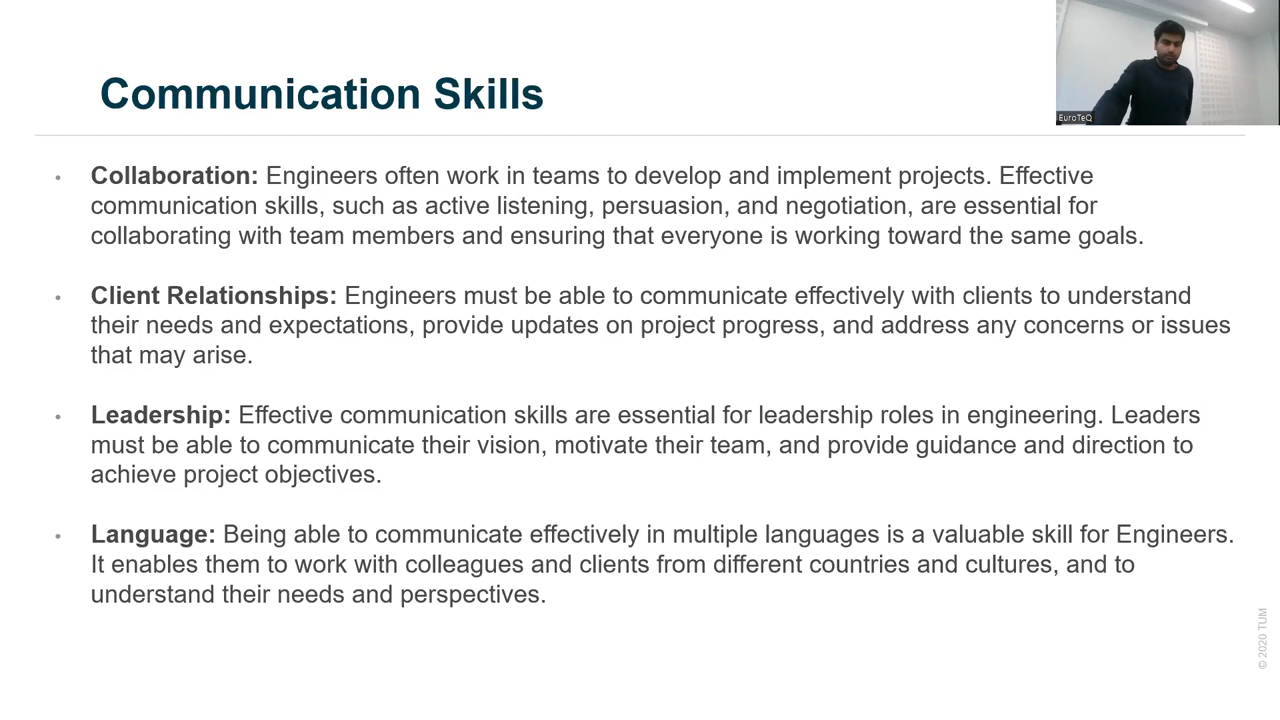 Communication Skills
EuroTeQ
• Collaboration: Engineers often work in teams to develop and implement projects. Effective
communication skills, such as active listening, persuasion, and negotiation, are essential for
collaborating with team members and ensuring that everyone is working toward the same goals.
• Client Relationships: Engineers must be able to communicate effectively with clients to understand
their needs and expectations, provide updates on project progress, and address any concerns or issues
that may arise.
• Leadership: Effective communication skills are essential for leadership roles in engineering. Leaders
must be able to communicate their vision, motivate their team, and provide guidance and direction to
achieve project objectives.
• Language: Being able to communicate effectively in multiple languages is a valuable skill for Engineers.
It enables them to work with colleagues and clients from different countries and cultures, and to
understand their needs and perspectives.
© 2020 TUM